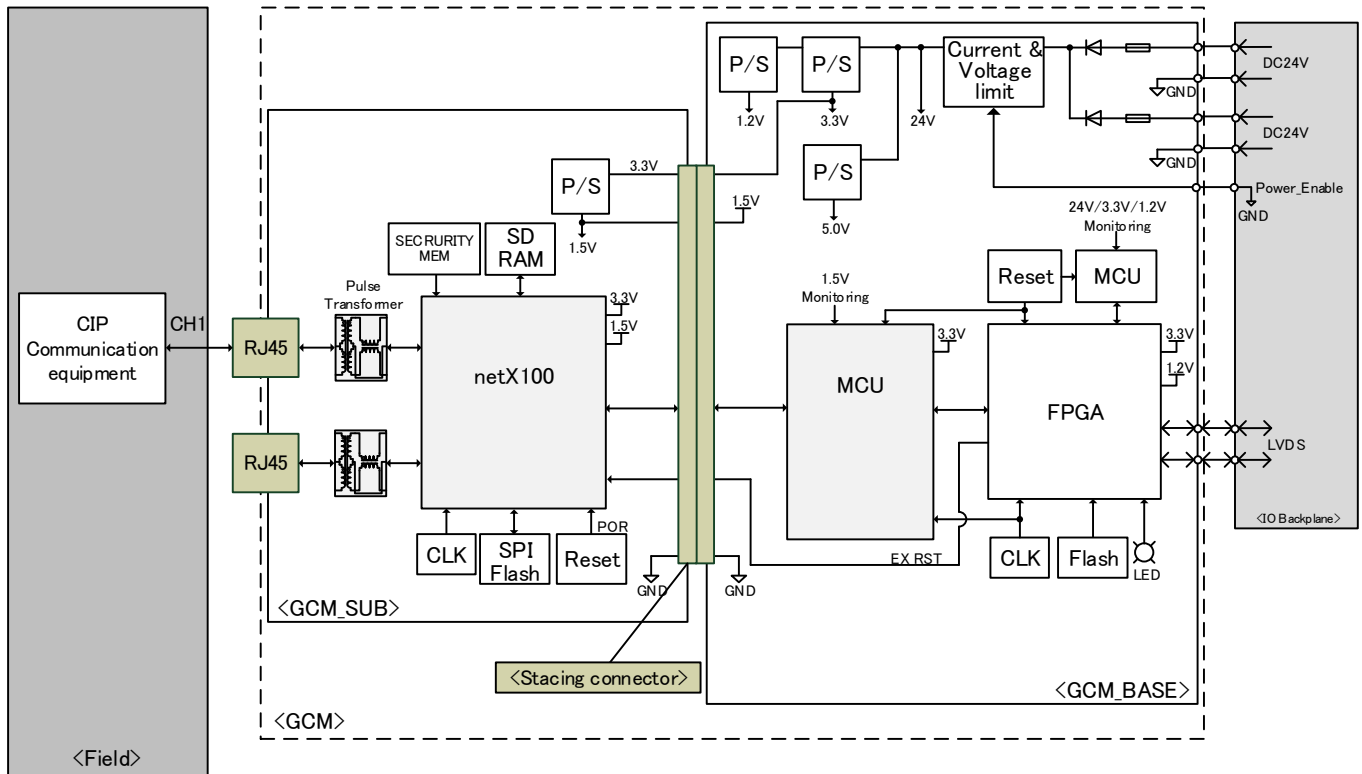 P/S
P/S
Current &
Voltage
limit
DC24V
GND
1.2V
3.3V
24V
DC24V
GND
P/S
5.0V
Power_Enable
GND
P/S
3.3V
1.5V
1.5V
24V/3.3V/1.2V
Monitoring
SECRURITY
MEM
SD
RAM
Reset
MCU
Pulse
Transformer
1.5V
Monitoring
CIP
Communication
equipment
CH1
RJ45
netX100
3.3V
1.5V
MCU
3.3V
FPGA
3.3V
1.2V
RJ45
LVDS
POR
CLK
SPI
Flash
Reset
EX RST
CLK
Flash
LED
<IO Backplane>
GND
GND
<GCM_SUB>
<Stacing connector>
<GCM_BASE>
<GCM>
<Field>